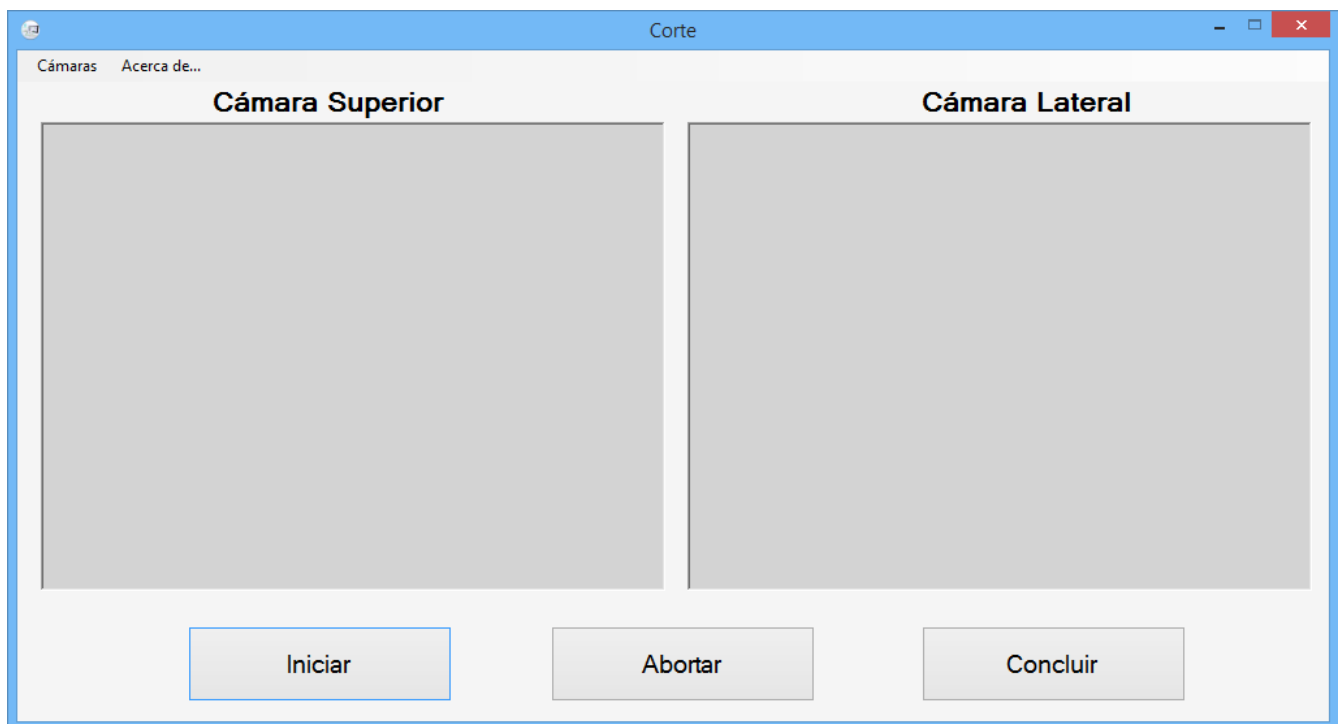 Corte
Cámaras Acerca de...
Cámara Superior Cámara Lateral
Iniciar Abortar Concluir